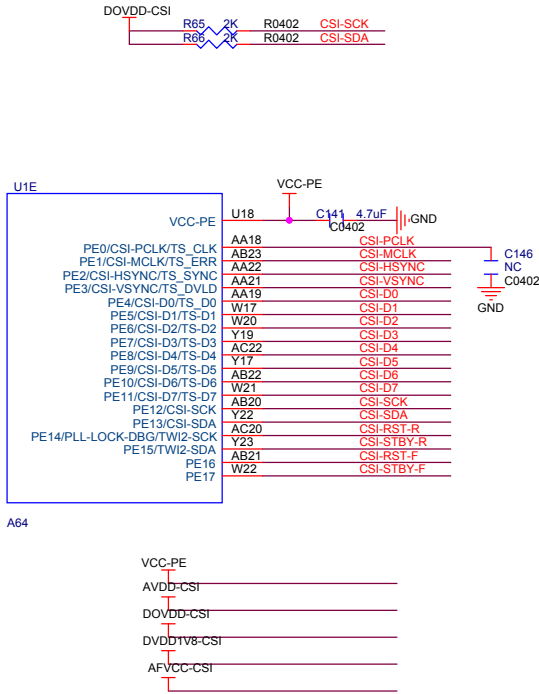 DOVDD-CSI
R65 2K R0402 CSI-SCK
R66 2K R0402 CSI-SDA
U1E
VCC-PE
VCC-PE U18 C141 4.7uF GND
C0402
PE0/CSI-PCLK/TS_CLK AA18 CSI-PCLK
PE1/CSI-MCLK/TS_ERR AB23 CSI-MCLK
PE2/CSI-HSYNC/TS_SYNC AA22 CSI-HSYNC
PE3/CSI-VSYNC/TS_DVLD AA21 CSI-VSYNC
PE4/CSI-D0/TS_D0 AA19 CSI-D0
PE5/CSI-D1/TS-D1 W17 CSI-D1
PE6/CSI-D2/TS-D2 W20 CSI-D2
PE7/CSI-D3/TS-D3 Y19 CSI-D3
PE8/CSI-D4/TS-D4 AC22 CSI-D4
PE9/CSI-D5/TS-D5 Y17 CSI-D5
PE10/CSI-D6/TS-D6 AB22 CSI-D6
PE11/CSI-D7/TS-D7 W21 CSI-D7
PE12/CSI-SCK AB20 CSI-SCK
PE13/CSI-SDA Y22 CSI-SDA
PE14/PLL-LOCK-DBG/TWI2-SCK AC20 CSI-RST-R
PE15/TWI2-SDA Y23 CSI-STBY-R
PE16 AB21 CSI-RST-F
PE17 W22 CSI-STBY-F
C146
NC
C0402
GND
A64
VCC-PE
AVDD-CSI
DOVDD-CSI
DVDD1V8-CSI
AFVCC-CSI